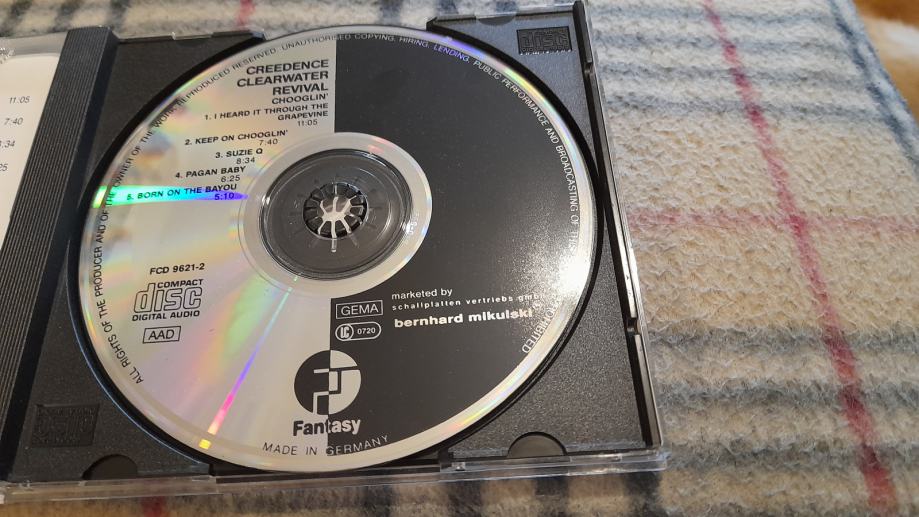 11:05
7:40
8:34
ALL RIGHTS OF THE PRODUCER AND OF THE OWNER OF THE WORK REPRODUCED RESERVED. UNAUTHORISED COPYING, HIRING, LENDING, PUBLIC PERFORMANCE AND BROADCASTING OF THIS
PROHIBITED
CREEDENCE
CLEARWATER
REVIVAL
CHOOGLIN'
1. I HEARD IT THROUGH THE
GRAPEVINE
11:05
2. KEEP ON CHOOGLIN'
7:40
3. SUZIE Q
8:34
4. PAGAN BABY
6:25
5. BORN ON THE BAYOU
5:10
FCD 9621-2
COMPACT
disc
DIGITAL AUDIO
AAD
GEMA
LC 0720
marketed by
schallplatten vertriebs gmbh
bernhard mikulski
Fantasy
MADE IN GERMANY